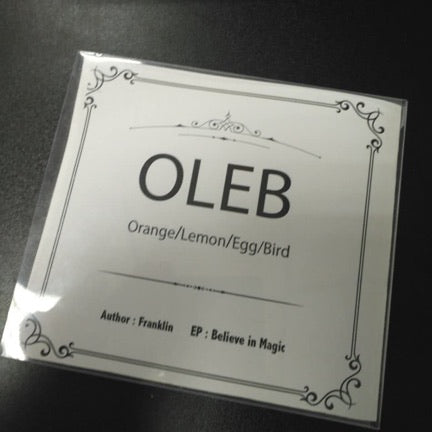 OLEB
Orange/Lemon/Egg/Bird
Author : Franklin EP : Believe in Magic